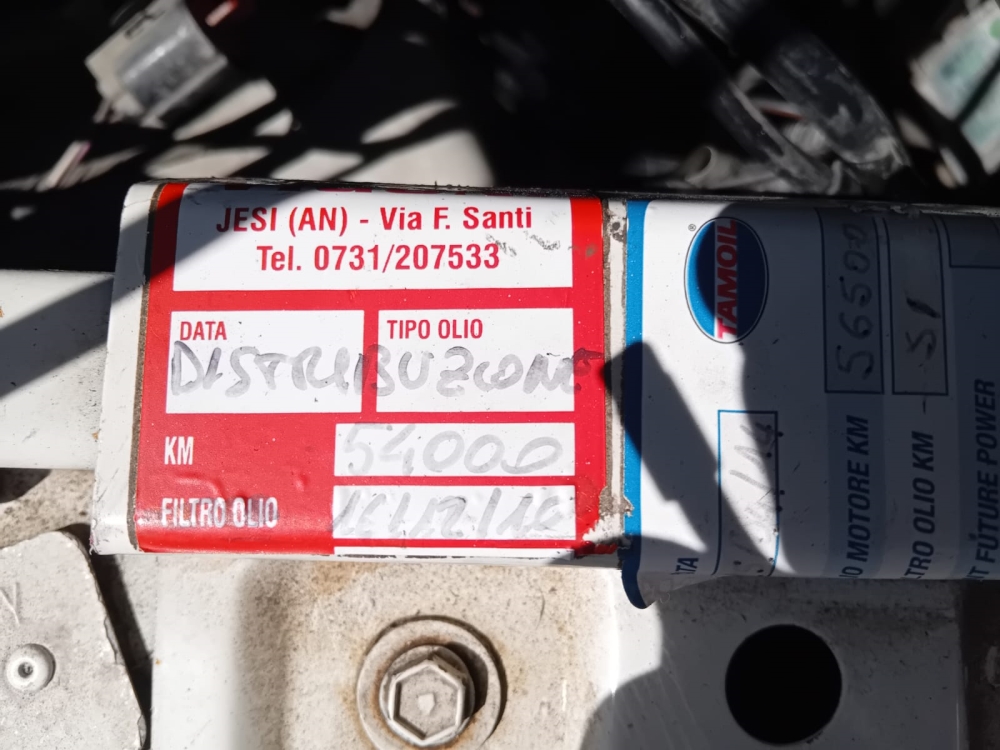 JESI (AN) - Via F. Santi
Tel. 0731/207533
DATA
TIPO OLIO
DISTRIBUZIONE
KM
54000
FILTRO OLIO
TAMOIL
®
56500
SI
MOTORE KM
OLIO KM
FUTURE POWER